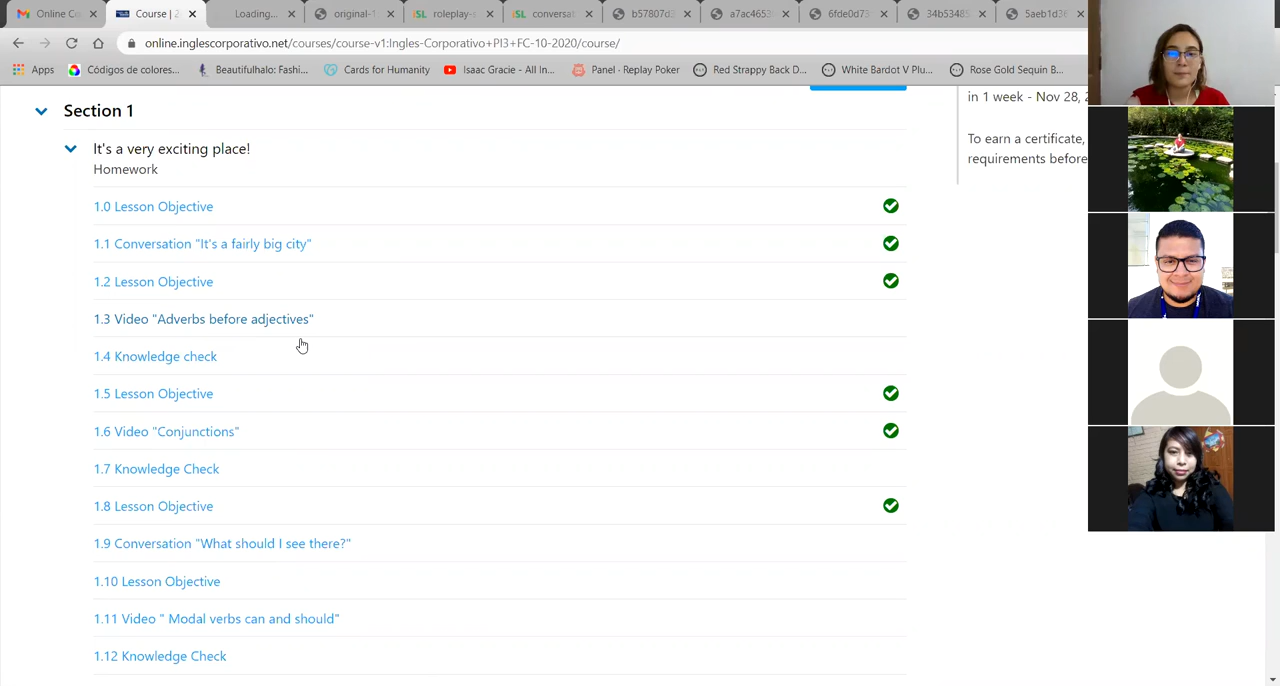 Online Co
Course | 2
Loading...
original-1
roleplay-s
conversat
b57807d3
a7ac4653
6fde0d73
34b53485
5aeb1d36
online.inglescorporativo.net/courses/course-v1:Ingles-Corporativo+PI3+FC-10-2020/course/
Apps
Códigos de colores...
Beautifulhalo: Fashi...
Cards for Humanity
Isaac Gracie - All In...
Panel · Replay Poker
Red Strappy Back D...
White Bardot V Plu...
Rose Gold Sequin B...
in 1 week - Nov 28, 2
Section 1
To earn a certificate,
requirements before
It's a very exciting place!
Homework
1.0 Lesson Objective
1.1 Conversation "It's a fairly big city"
1.2 Lesson Objective
1.3 Video "Adverbs before adjectives"
1.4 Knowledge check
1.5 Lesson Objective
1.6 Video "Conjunctions"
1.7 Knowledge Check
1.8 Lesson Objective
1.9 Conversation "What should I see there?"
1.10 Lesson Objective
1.11 Video " Modal verbs can and should"
1.12 Knowledge Check